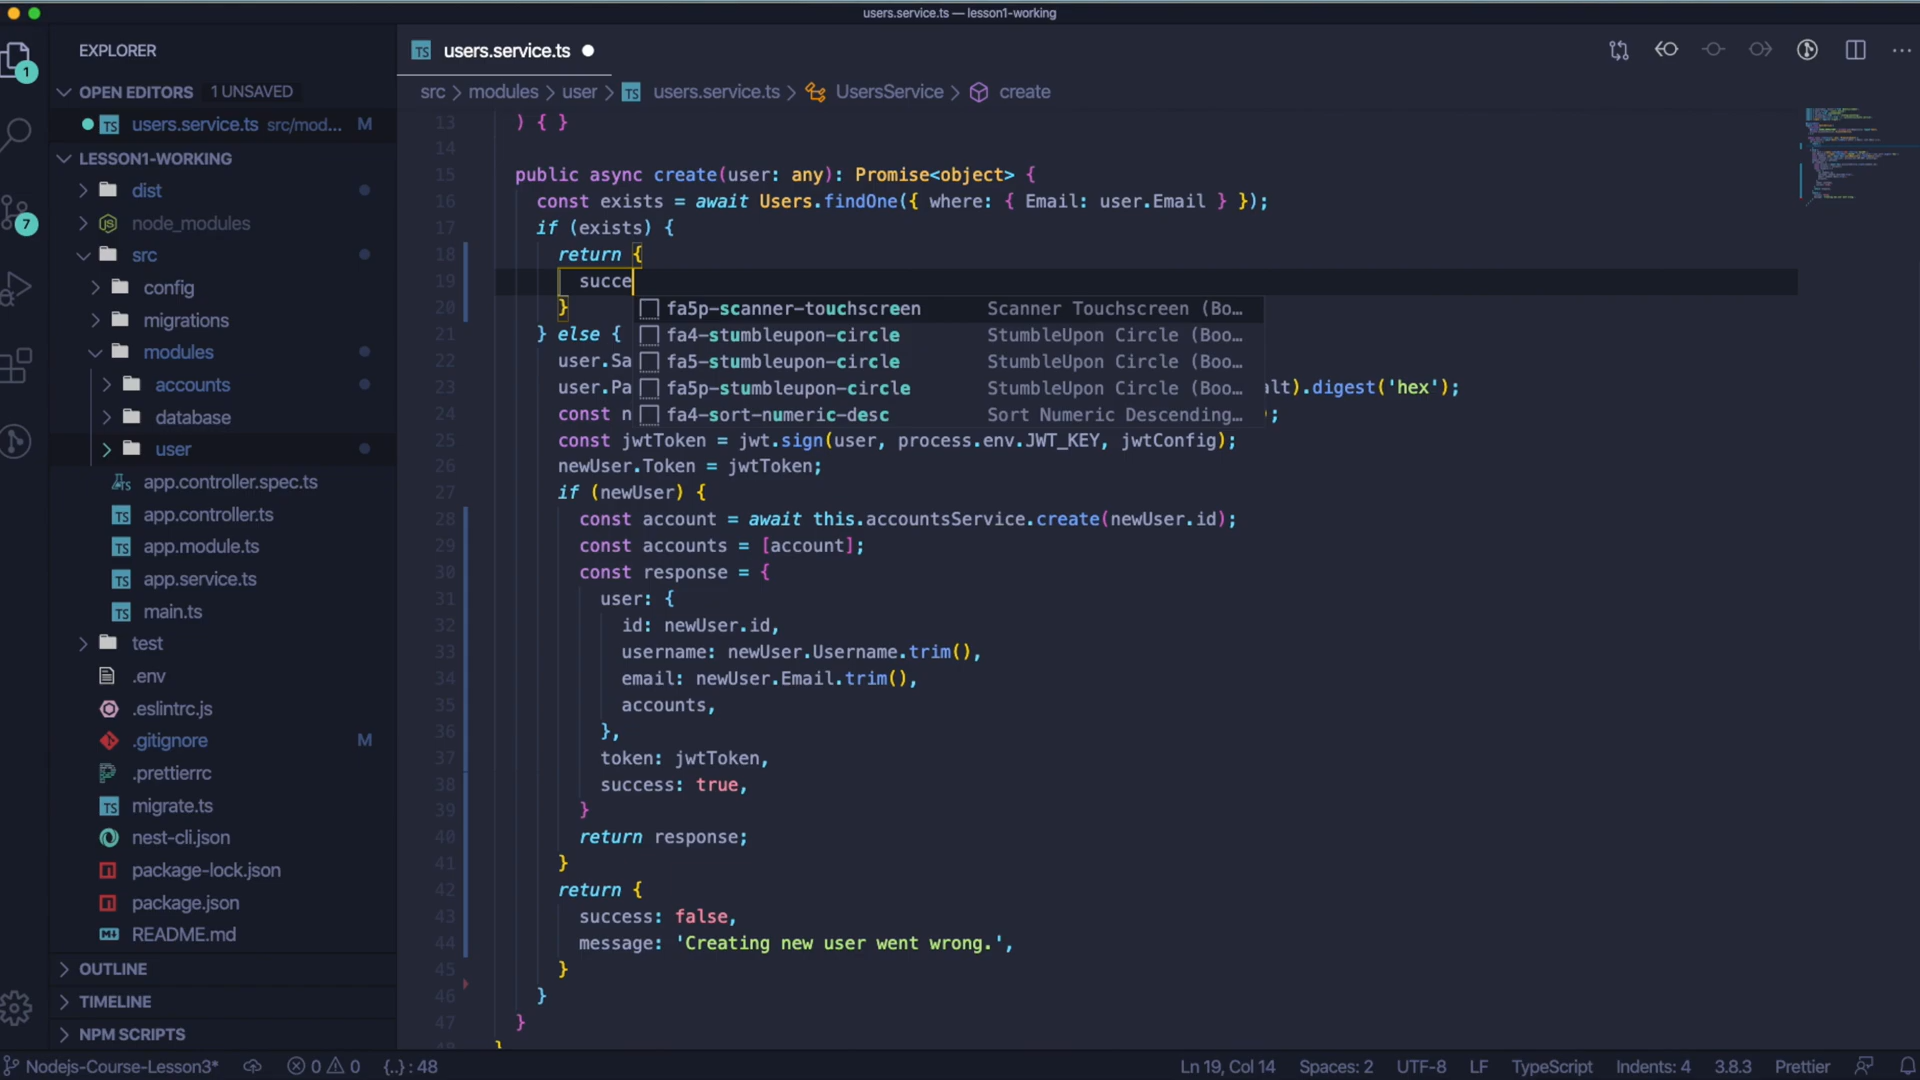 users.service.ts — lesson1-working
EXPLORER
OPEN EDITORS 1 UNSAVED
users.service.ts src/mod... M
LESSON1-WORKING
dist
node_modules
src
config
migrations
modules
accounts
database
user
app.controller.spec.ts
app.controller.ts
app.module.ts
app.service.ts
main.ts
test
.env
.eslintrc.js
.gitignore M
.prettierrc
migrate.ts
nest-cli.json
package-lock.json
package.json
README.md
OUTLINE
TIMELINE
NPM SCRIPTS
1
7
TS users.service.ts
src > modules > user > TS users.service.ts > UsersService > create
13 ) { }
14
15 public async create(user: any): Promise<object> {
16 const exists = await Users.findOne({ where: { Email: user.Email } });
17 if (exists) {
18 return {
19 succe
20 }
21 } else {
22 user.Sa
23 user.Pa alt).digest('hex');
24 const n );
fa5p-scanner-touchscreen Scanner Touchscreen (Bo...
fa4-stumbleupon-circle StumbleUpon Circle (Boo...
fa5-stumbleupon-circle StumbleUpon Circle (Boo...
fa5p-stumbleupon-circle StumbleUpon Circle (Boo...
fa4-sort-numeric-desc Sort Numeric Descending...
25 const jwtToken = jwt.sign(user, process.env.JWT_KEY, jwtConfig);
26 newUser.Token = jwtToken;
27 if (newUser) {
28 const account = await this.accountsService.create(newUser.id);
29 const accounts = [account];
30 const response = {
31 user: {
32 id: newUser.id,
33 username: newUser.Username.trim(),
34 email: newUser.Email.trim(),
35 accounts,
36 },
37 token: jwtToken,
38 success: true,
39 }
40 return response;
41 }
42 return {
43 success: false,
44 message: 'Creating new user went wrong.',
45 }
46 }
47 }
Nodejs-Course-Lesson3* 0 0 {..} : 48 Ln 19, Col 14 Spaces: 2 UTF-8 LF TypeScript Indents: 4 3.8.3 Prettier